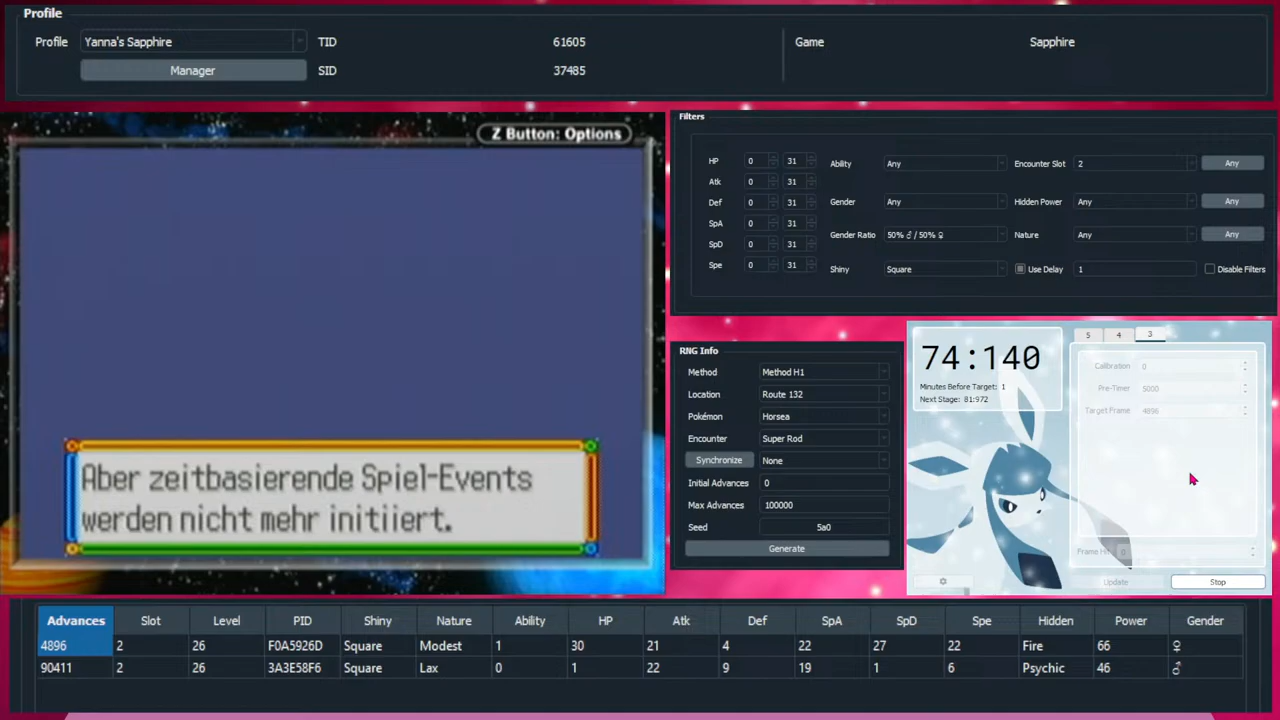 Profile
Profile Yanna's Sapphire TID 61605 Game Sapphire
Manager SID 37485
Z Button: Options
Aber zeitbasierende Spiel-Events
werden nicht mehr initiiert.
Filters
HP 0 31 Ability Any Encounter Slot 2 Any
Atk 0 31
Def 0 31 Gender Any Hidden Power Any Any
SpA 0 31
SpD 0 31 Gender Ratio 50% ♂ / 50% ♀ Nature Any Any
Spe 0 31 Shiny Square Use Delay 1 Disable Filters
RNG Info
Method Method H1
Location Route 132
Pokémon Horsea
Encounter Super Rod
Synchronize None
Initial Advances 0
Max Advances 100000
Seed 5a0
Generate
74:140
Minutes Before Target: 1
Next Stage: 81:972
5 4 3
Calibration 0
Pre-Timer 5000
Target Frame 4896
Frame Hit 0
Update Stop
Advances Slot Level PID Shiny Nature Ability HP Atk Def SpA SpD Spe Hidden Power Gender
4896 2 26 F0A5926D Square Modest 1 30 21 4 22 27 22 Fire 66 ♀
90411 2 26 3A3E58F6 Square Lax 0 1 22 9 19 1 6 Psychic 46 ♂